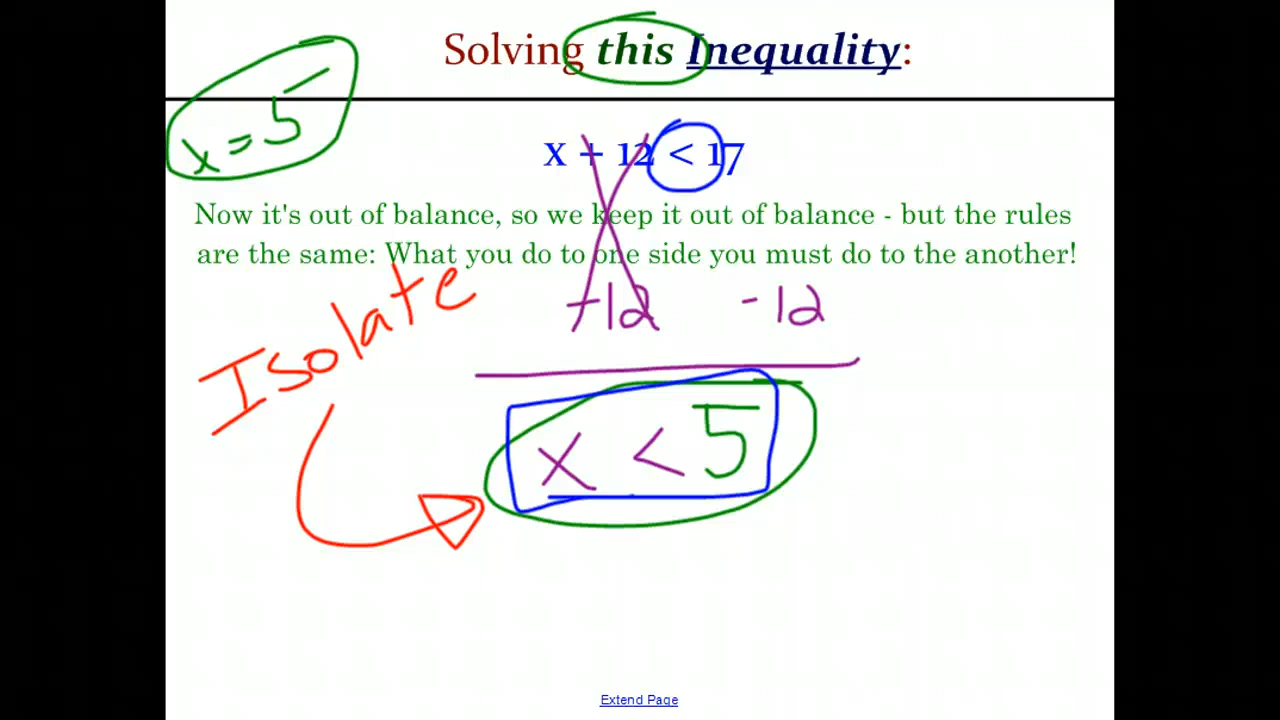 Solving this Inequality:
x = 5
x + 12 < 17
Now it's out of balance, so we keep it out of balance - but the rules
are the same: What you do to one side you must do to the another!
-12 -12
Isolate
x < 5
Extend Page